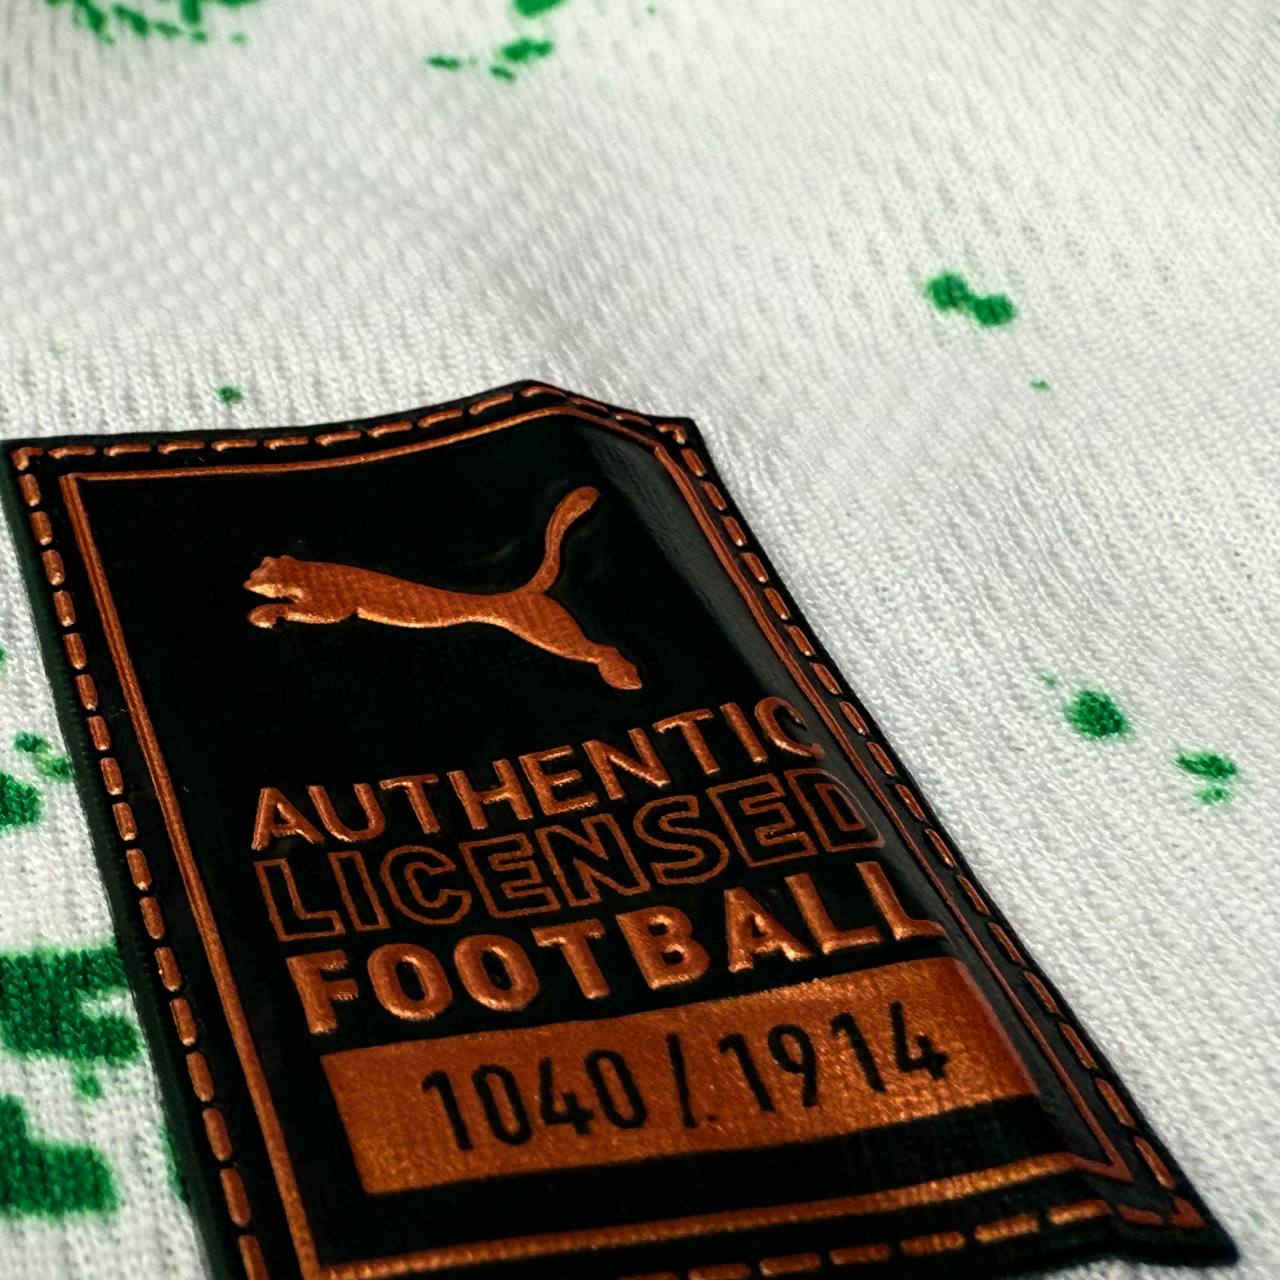 AUTHENTIC
LICENSED
FOOTBALL
1040/1914